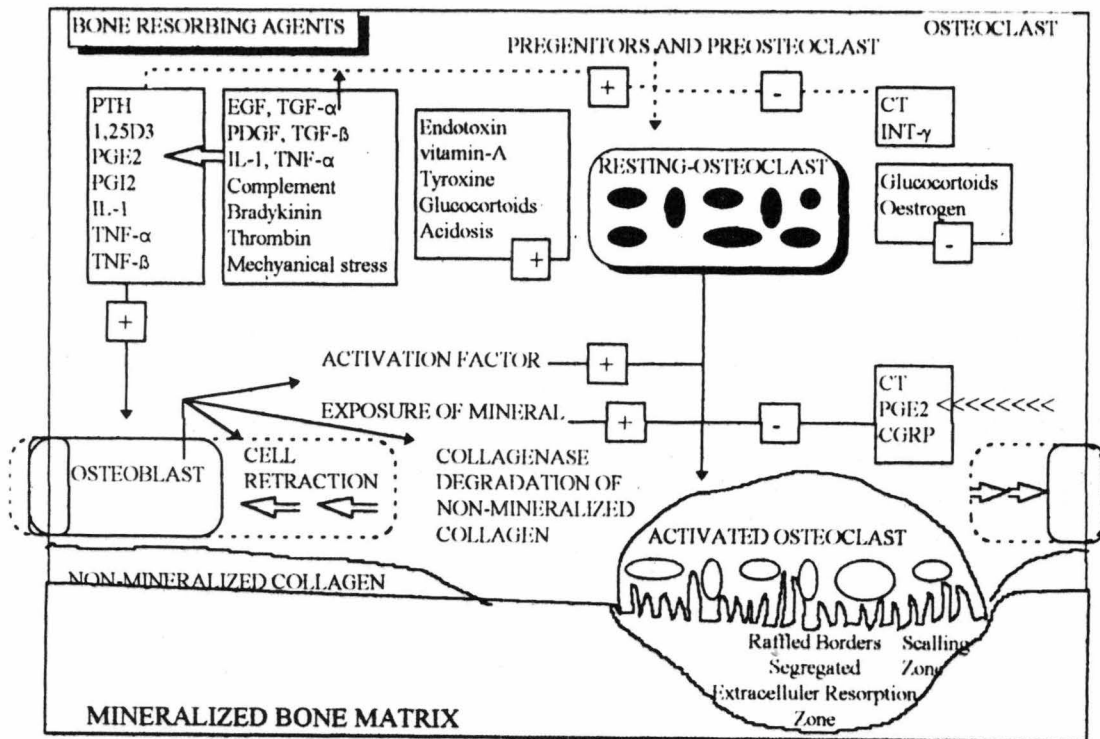 BONE RESORBING AGENTS
OSTEOCLAST
PREGENITORS AND PREOSTEOCLAST
+
-
PTH
1,25D3
PGE2
PGI2
IL-1
TNF-α
TNF-ß
EGF, TGF-α
PDGF, TGF-ß
IL-1, TNF-α
Complement
Bradykinin
Thrombin
Mechyanical stress
Endotoxin
vitamin-A
Tyroxine
Glucocortoids
Acidosis
+
RESTING-OSTEOCLAST
CT
INT-γ
Glucocortoids
Oestrogen
-
+
ACTIVATION FACTOR
+
EXPOSURE OF MINERAL
+
-
CT
PGE2
CGRP
<<<<<<<<
OSTEOBLAST
CELL
RETRACTION
COLLAGENASE
DEGRADATION OF
NON-MINERALIZED
COLLAGEN
ACTIVATED OSTEOCLAST
NON-MINERALIZED COLLAGEN
Raffled Borders
Segregated
Extracelluler Resorption
Zone
Scalling
Zone
MINERALIZED BONE MATRIX